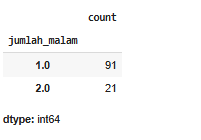 count
jumlah_malam
1.0 91
2.0 21
dtype: int64